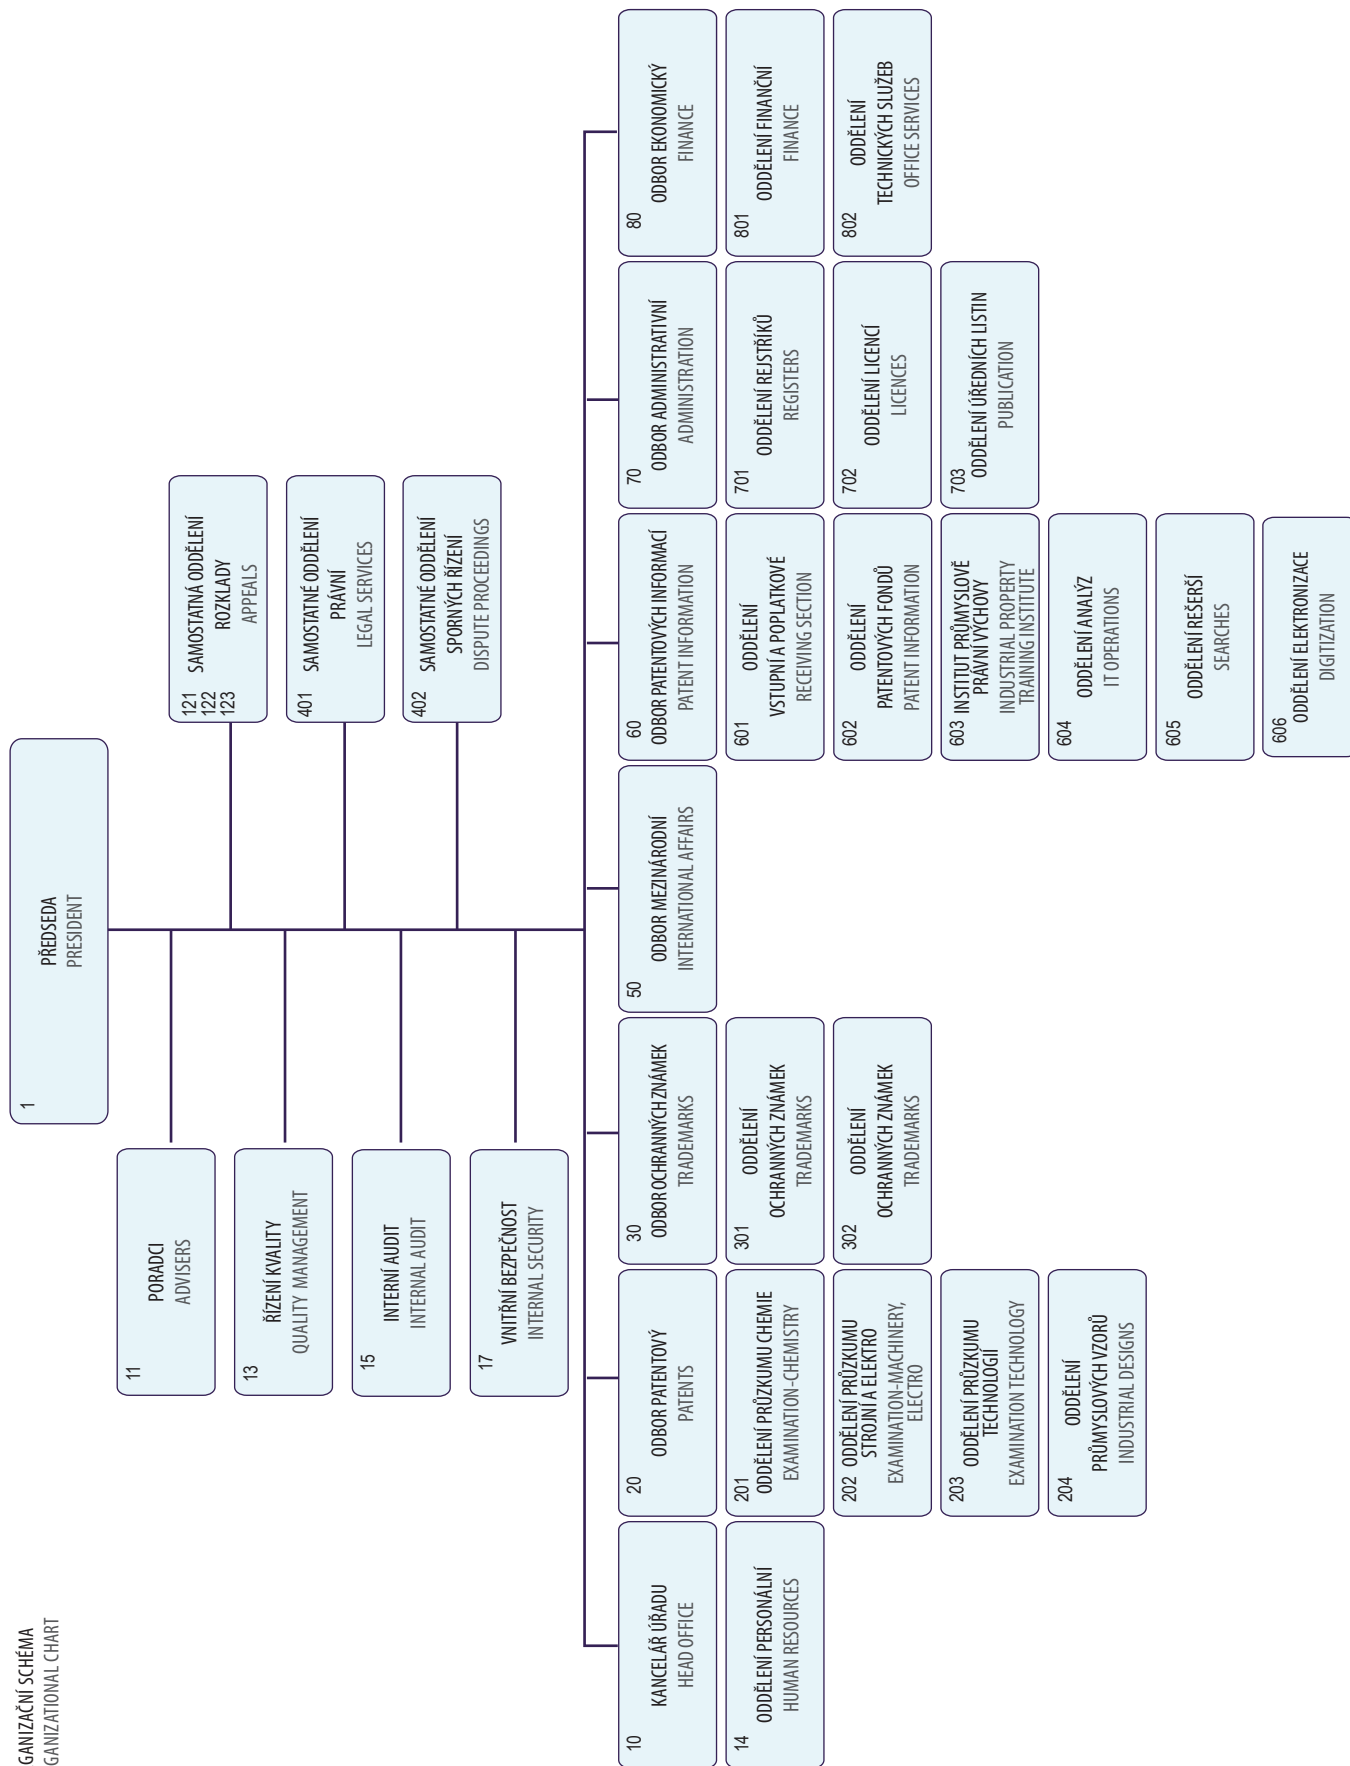 GANIZAČNÍ SCHÉMA
GANIZATIONAL CHART
1
PŘEDSEDA
PRESIDENT
11
PORADCI
ADVISERS
13
ŘÍZENÍ KVALITY
QUALITY MANAGEMENT
15
INTERNÍ AUDIT
INTERNAL AUDIT
17
VNITŘNÍ BEZPEČNOST
INTERNAL SECURITY
121
122
123
SAMOSTATNÁ ODDĚLENÍ
ROZKLADY
APPEALS
401
SAMOSTATNÉ ODDĚLENÍ
PRÁVNÍ
LEGAL SERVICES
402
SAMOSTATNÉ ODDĚLENÍ
SPORNÝCH ŘÍZENÍ
DISPUTE PROCEEDINGS
10
KANCELÁŘ ÚŘADU
HEAD OFFICE
14
ODDĚLENÍ PERSONÁLNÍ
HUMAN RESOURCES
20
ODBOR PATENTOVÝ
PATENTS
201
ODDĚLENÍ PRŮZKUMU CHEMIE
EXAMINATION-CHEMISTRY
202 ODDĚLENÍ PRŮZKUMU
STROJNÍ A ELEKTRO
EXAMINATION-MACHINERY,
ELECTRO
203
ODDĚLENÍ PRŮZKUMU
TECHNOLOGIÍ
EXAMINATION TECHNOLOGY
204
ODDĚLENÍ
PRŮMYSLOVÝCH VZORŮ
INDUSTRIAL DESIGNS
30
ODBOR OCHRANNÝCH ZNÁMEK
TRADEMARKS
301
ODDĚLENÍ
OCHRANNÝCH ZNÁMEK
TRADEMARKS
302
ODDĚLENÍ
OCHRANNÝCH ZNÁMEK
TRADEMARKS
50
ODBOR MEZINÁRODNÍ
INTERNATIONAL AFFAIRS
60
ODBOR PATENTOVÝCH INFORMACÍ
PATENT INFORMATION
601
ODDĚLENÍ
VSTUPNÍ A POPLATKOVÉ
RECEIVING SECTION
602
ODDĚLENÍ
PATENTOVÝCH FONDŮ
PATENT INFORMATION
603 INSTITUT PRŮMYSLOVĚ
PRÁVNÍ VÝCHOVY
INDUSTRIAL PROPERTY
TRAINING INSTITUTE
604
ODDĚLENÍ ANALÝZ
IT OPERATIONS
605
ODDĚLENÍ REŠERŠÍ
SEARCHES
606
ODDĚLENÍ ELEKTRONIZACE
DIGITIZATION
70
ODBOR ADMINISTRATIVNÍ
ADMINISTRATION
701
ODDĚLENÍ REJSTŘÍKŮ
REGISTERS
702
ODDĚLENÍ LICENCÍ
LICENCES
703
ODDĚLENÍ ÚŘEDNÍCH LISTIN
PUBLICATION
80
ODBOR EKONOMICKÝ
FINANCE
801
ODDĚLENÍ FINANČNÍ
FINANCE
802
ODDĚLENÍ
TECHNICKÝCH SLUŽEB
OFFICE SERVICES